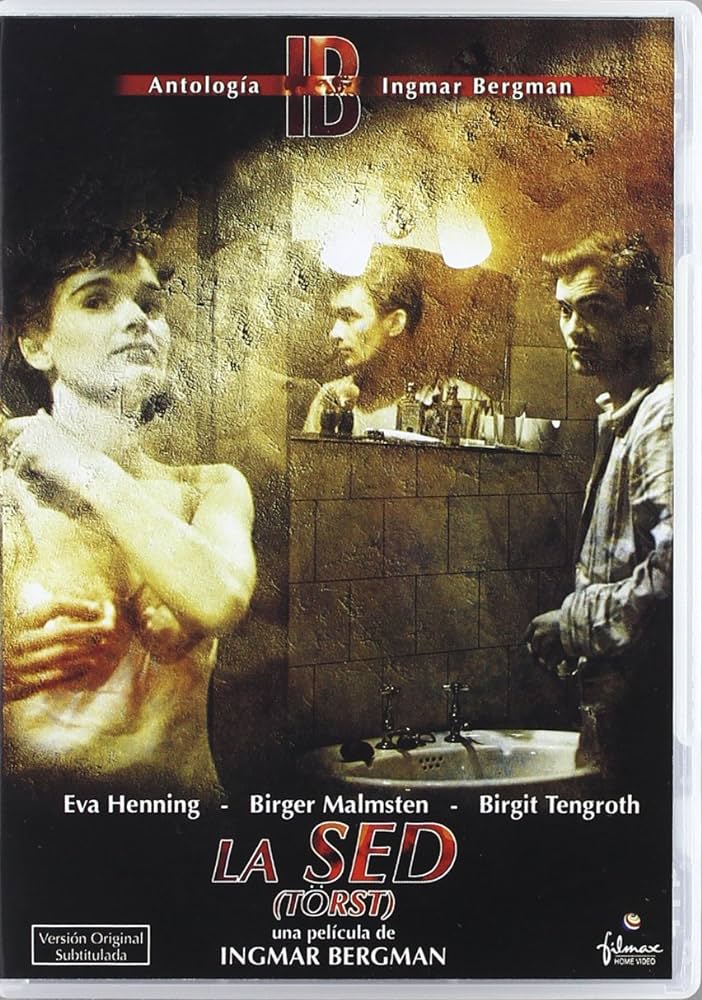 Antología IB Ingmar Bergman
Eva Henning - Birger Malmsten - Birgit Tengroth
LA SED
(TÖRST)
una película de
INGMAR BERGMAN
Versión Original
Subtitulada
filmax
HOME VIDEO